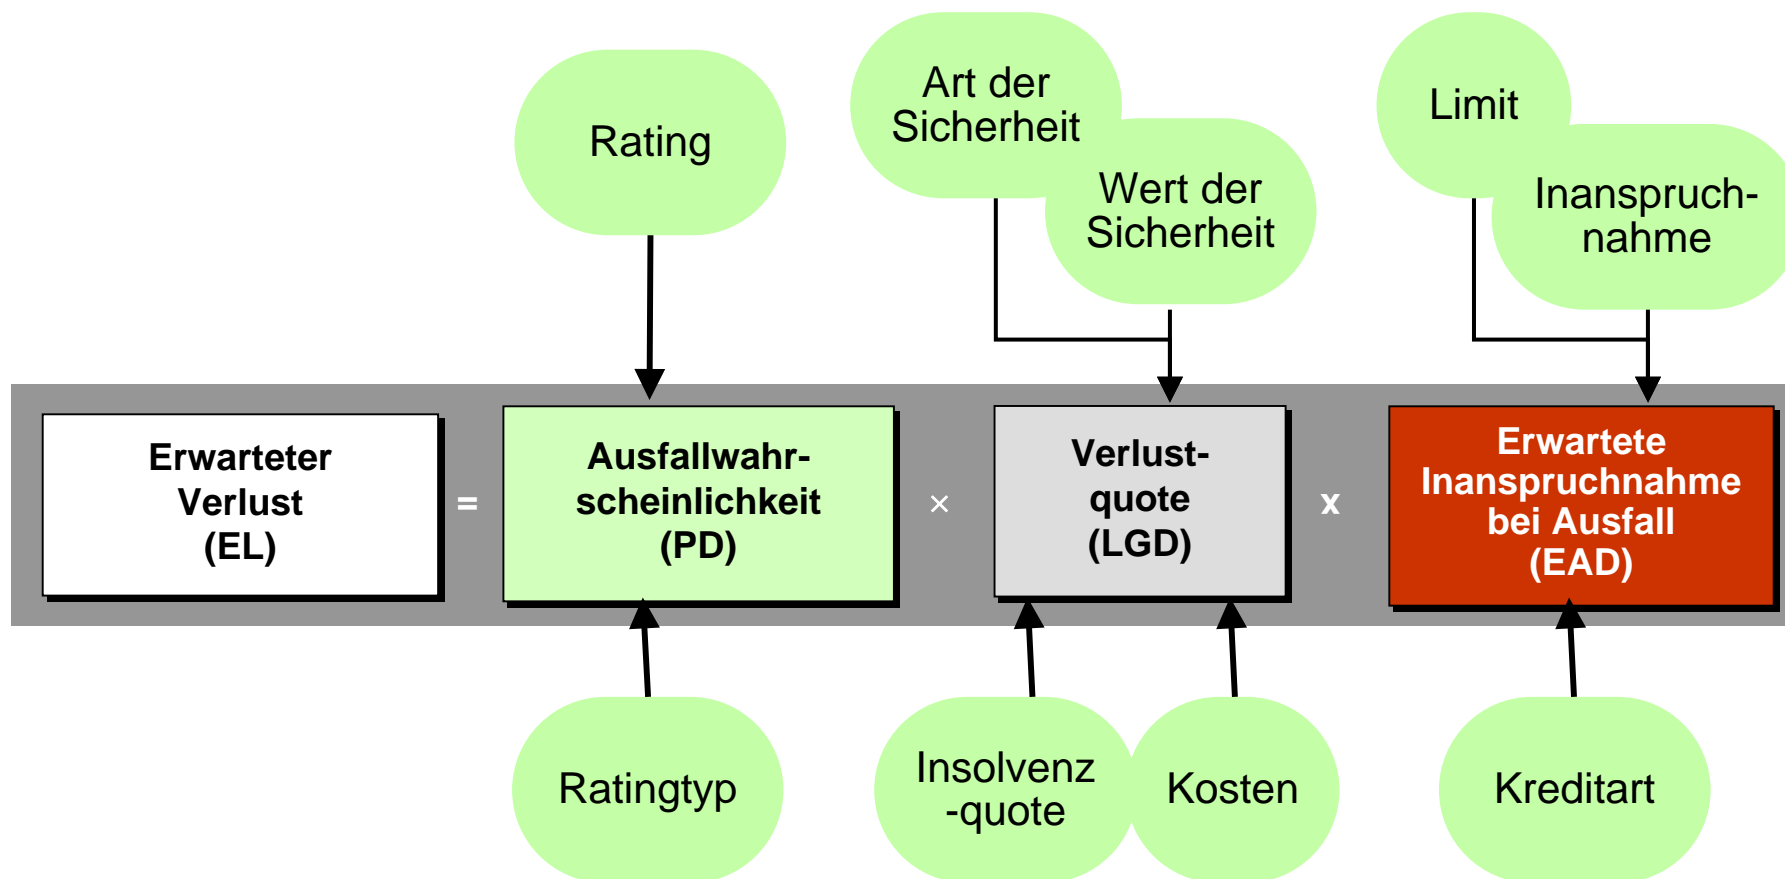 Rating
Art der
Sicherheit
Wert der
Sicherheit
Limit
Inanspruch-
nahme
Erwarteter
Verlust
(EL)
=
Ausfallwahr-
scheinlichkeit
(PD)
×
Verlust-
quote
(LGD)
x
Erwartete
Inanspruchnahme
bei Ausfall
(EAD)
Ratingtyp
Insolvenz
-quote
Kosten
Kreditart